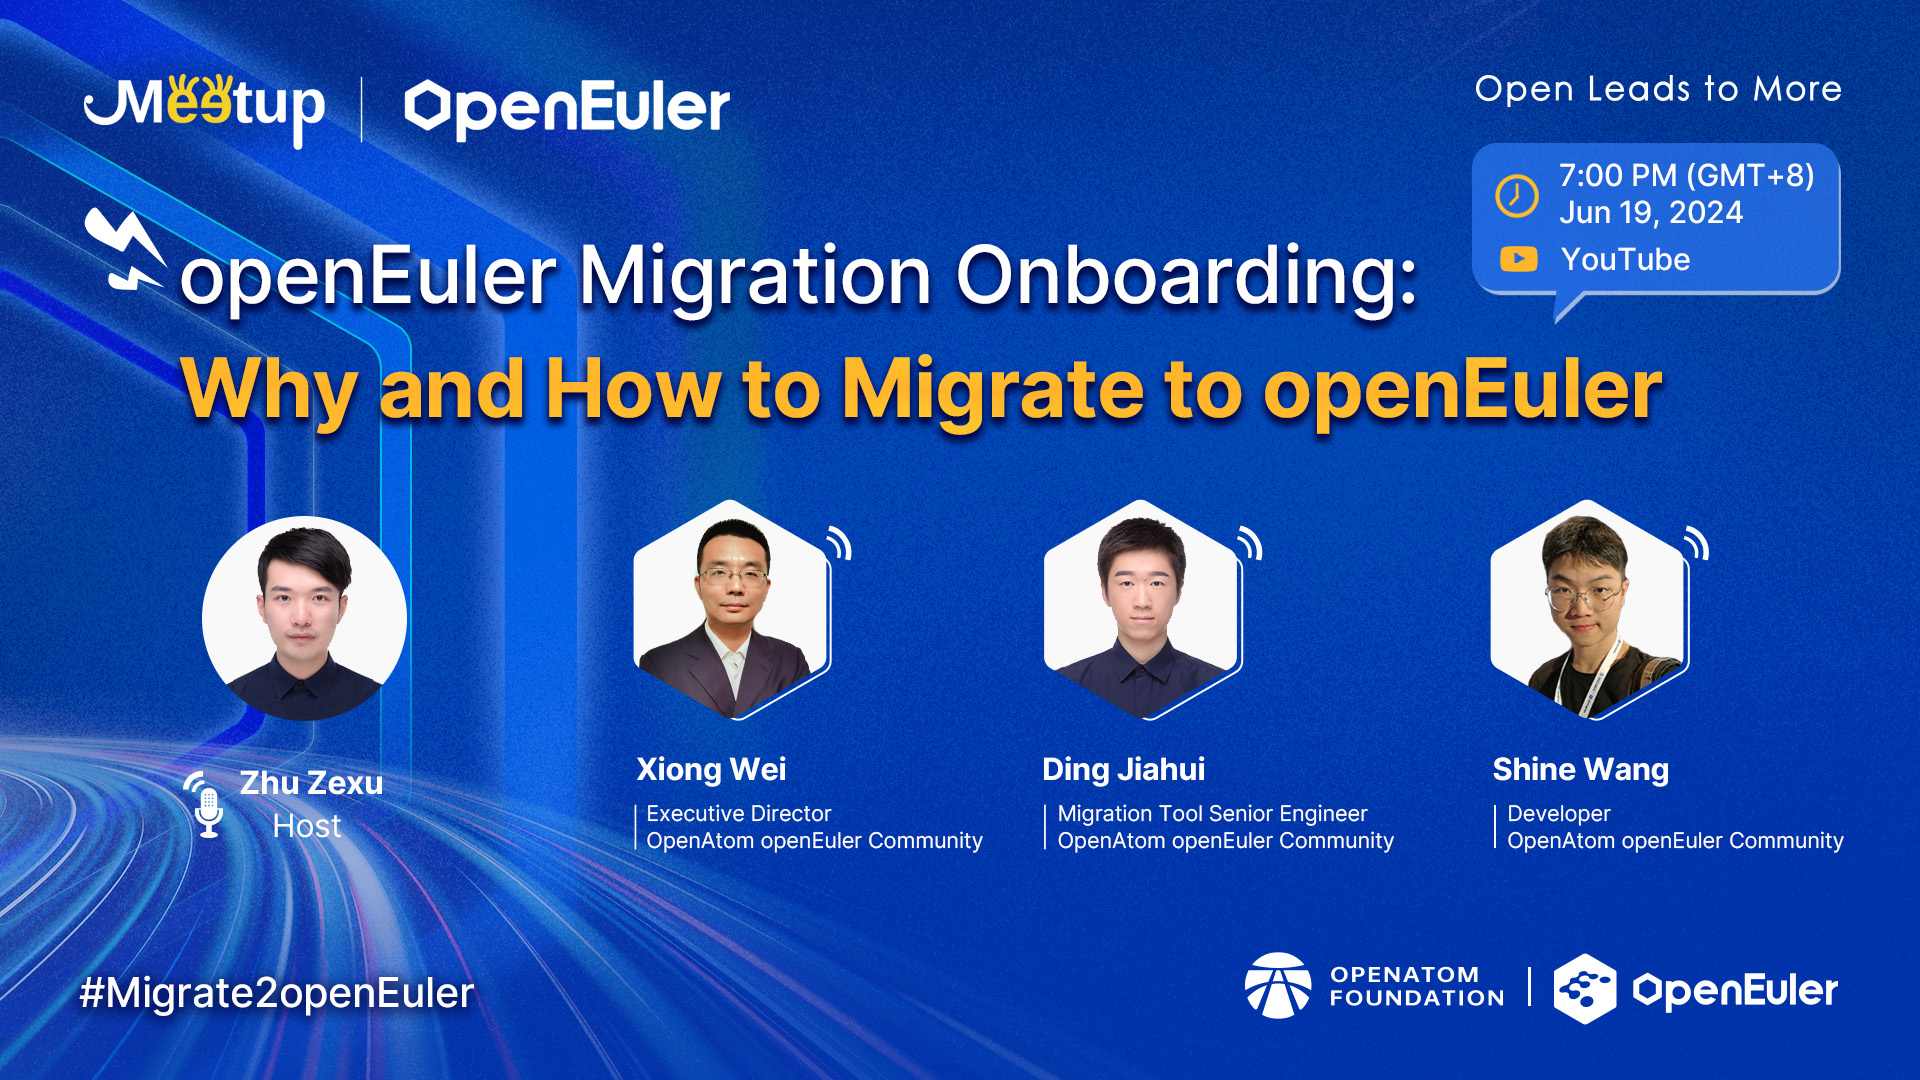 Meetup
OpenEuler
Open Leads to More
7:00 PM (GMT+8)
Jun 19, 2024
YouTube
openEuler Migration Onboarding:
Why and How to Migrate to openEuler
Zhu Zexu
Host
Xiong Wei
Executive Director
OpenAtom openEuler Community
Ding Jiahui
Migration Tool Senior Engineer
OpenAtom openEuler Community
Shine Wang
Developer
OpenAtom openEuler Community
#Migrate2openEuler
OPENATOM
FOUNDATION
OpenEuler